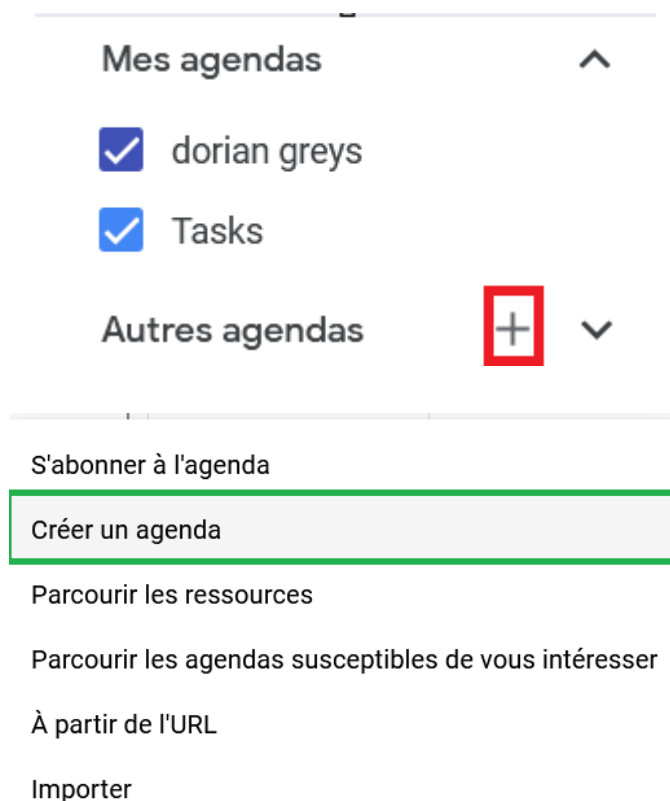 Mes agendas
dorian greys
Tasks
Autres agendas
S'abonner à l'agenda
Créer un agenda
Parcourir les ressources
Parcourir les agendas susceptibles de vous intéresser
À partir de l'URL
Importer